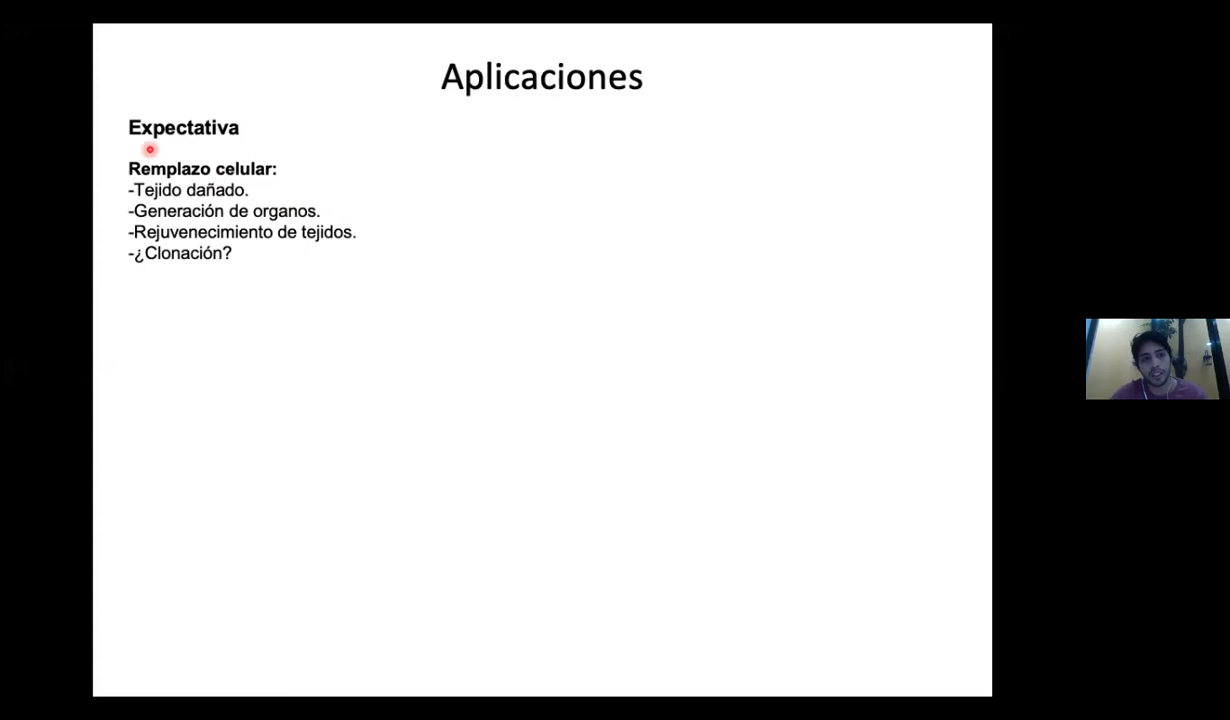 Aplicaciones
Expectativa
Remplazo celular:
-Tejido dañado.
-Generación de organos.
-Rejuvenecimiento de tejidos.
-¿Clonación?